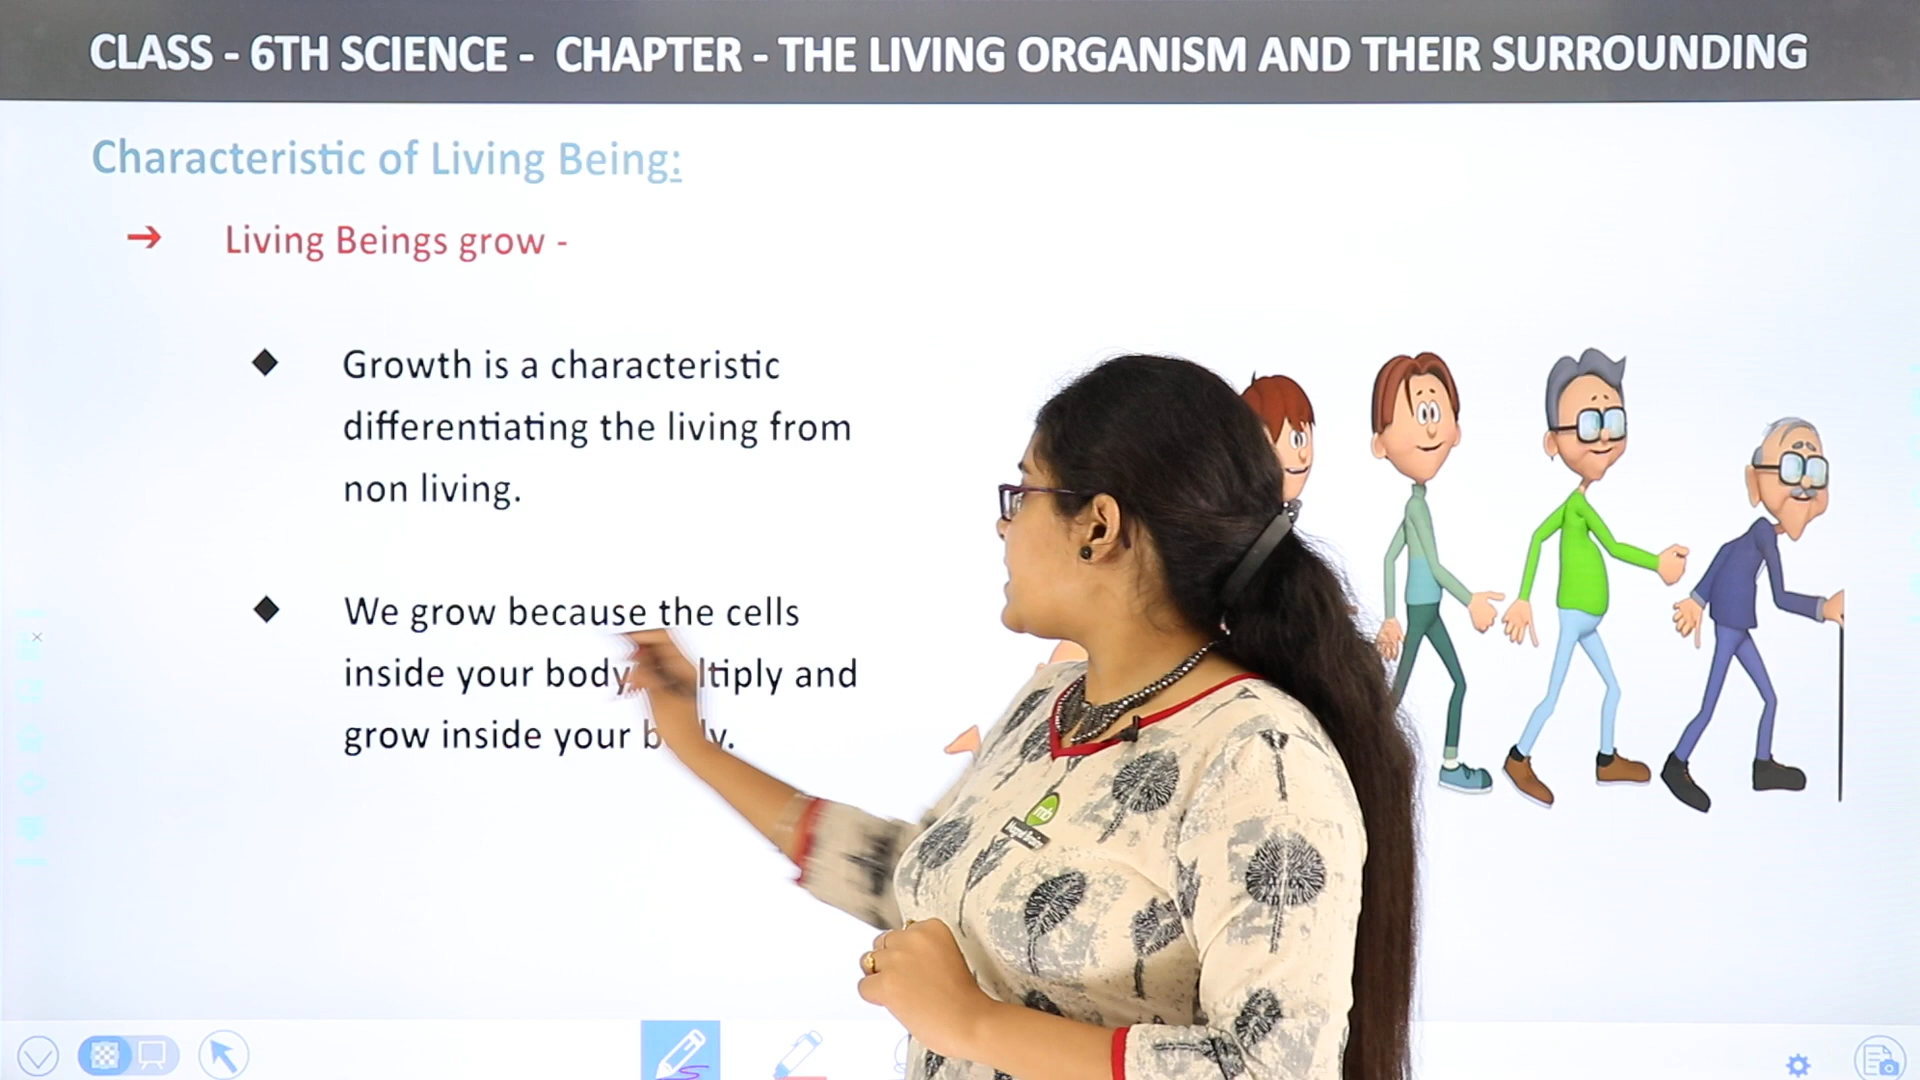 CLASS - 6TH SCIENCE - CHAPTER - THE LIVING ORGANISM AND THEIR SURROUNDING
Characteristic of Living Being:
➔ Living Beings grow -
◆ Growth is a characteristic
differentiating the living from
non living.
◆ We grow because the cells
inside your body and
grow inside your
mb